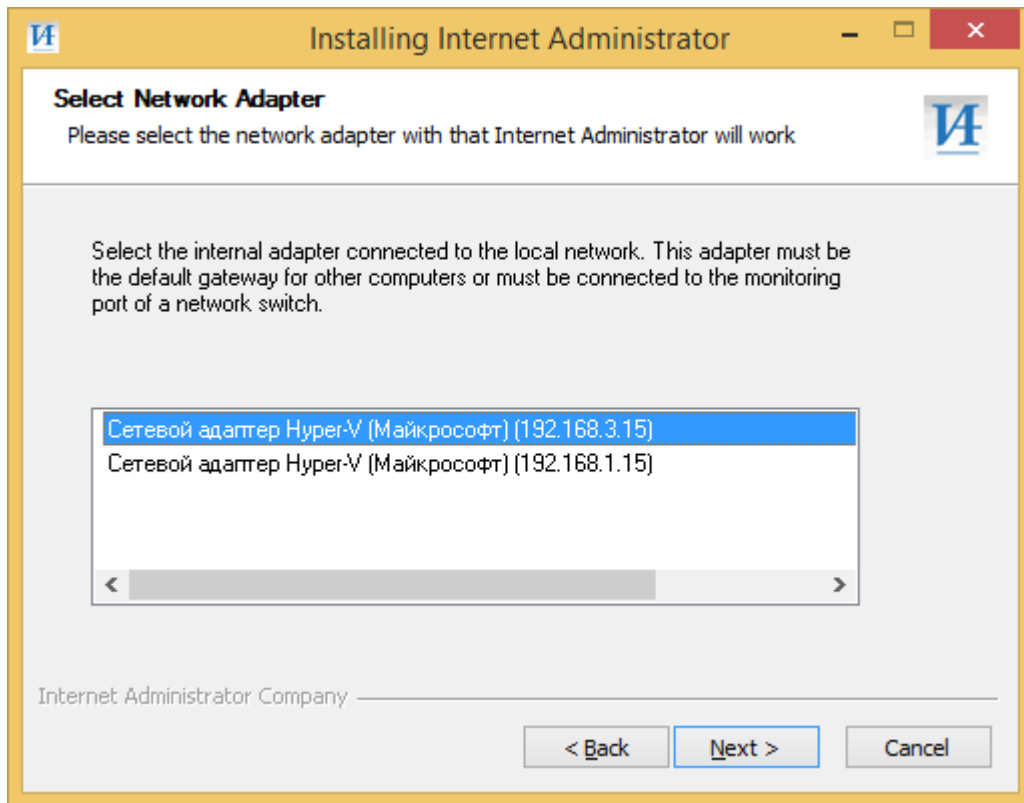 Installing Internet Administrator
Select Network Adapter
Please select the network adapter with that Internet Administrator will work
Select the internal adapter connected to the local network. This adapter must be
the default gateway for other computers or must be connected to the monitoring
port of a network switch.
Сетевой адаптер Hyper-V (Майкрософт) (192.168.3.15)
Сетевой адаптер Hyper-V (Майкрософт) (192.168.1.15)
Internet Administrator Company
< Back Next > Cancel